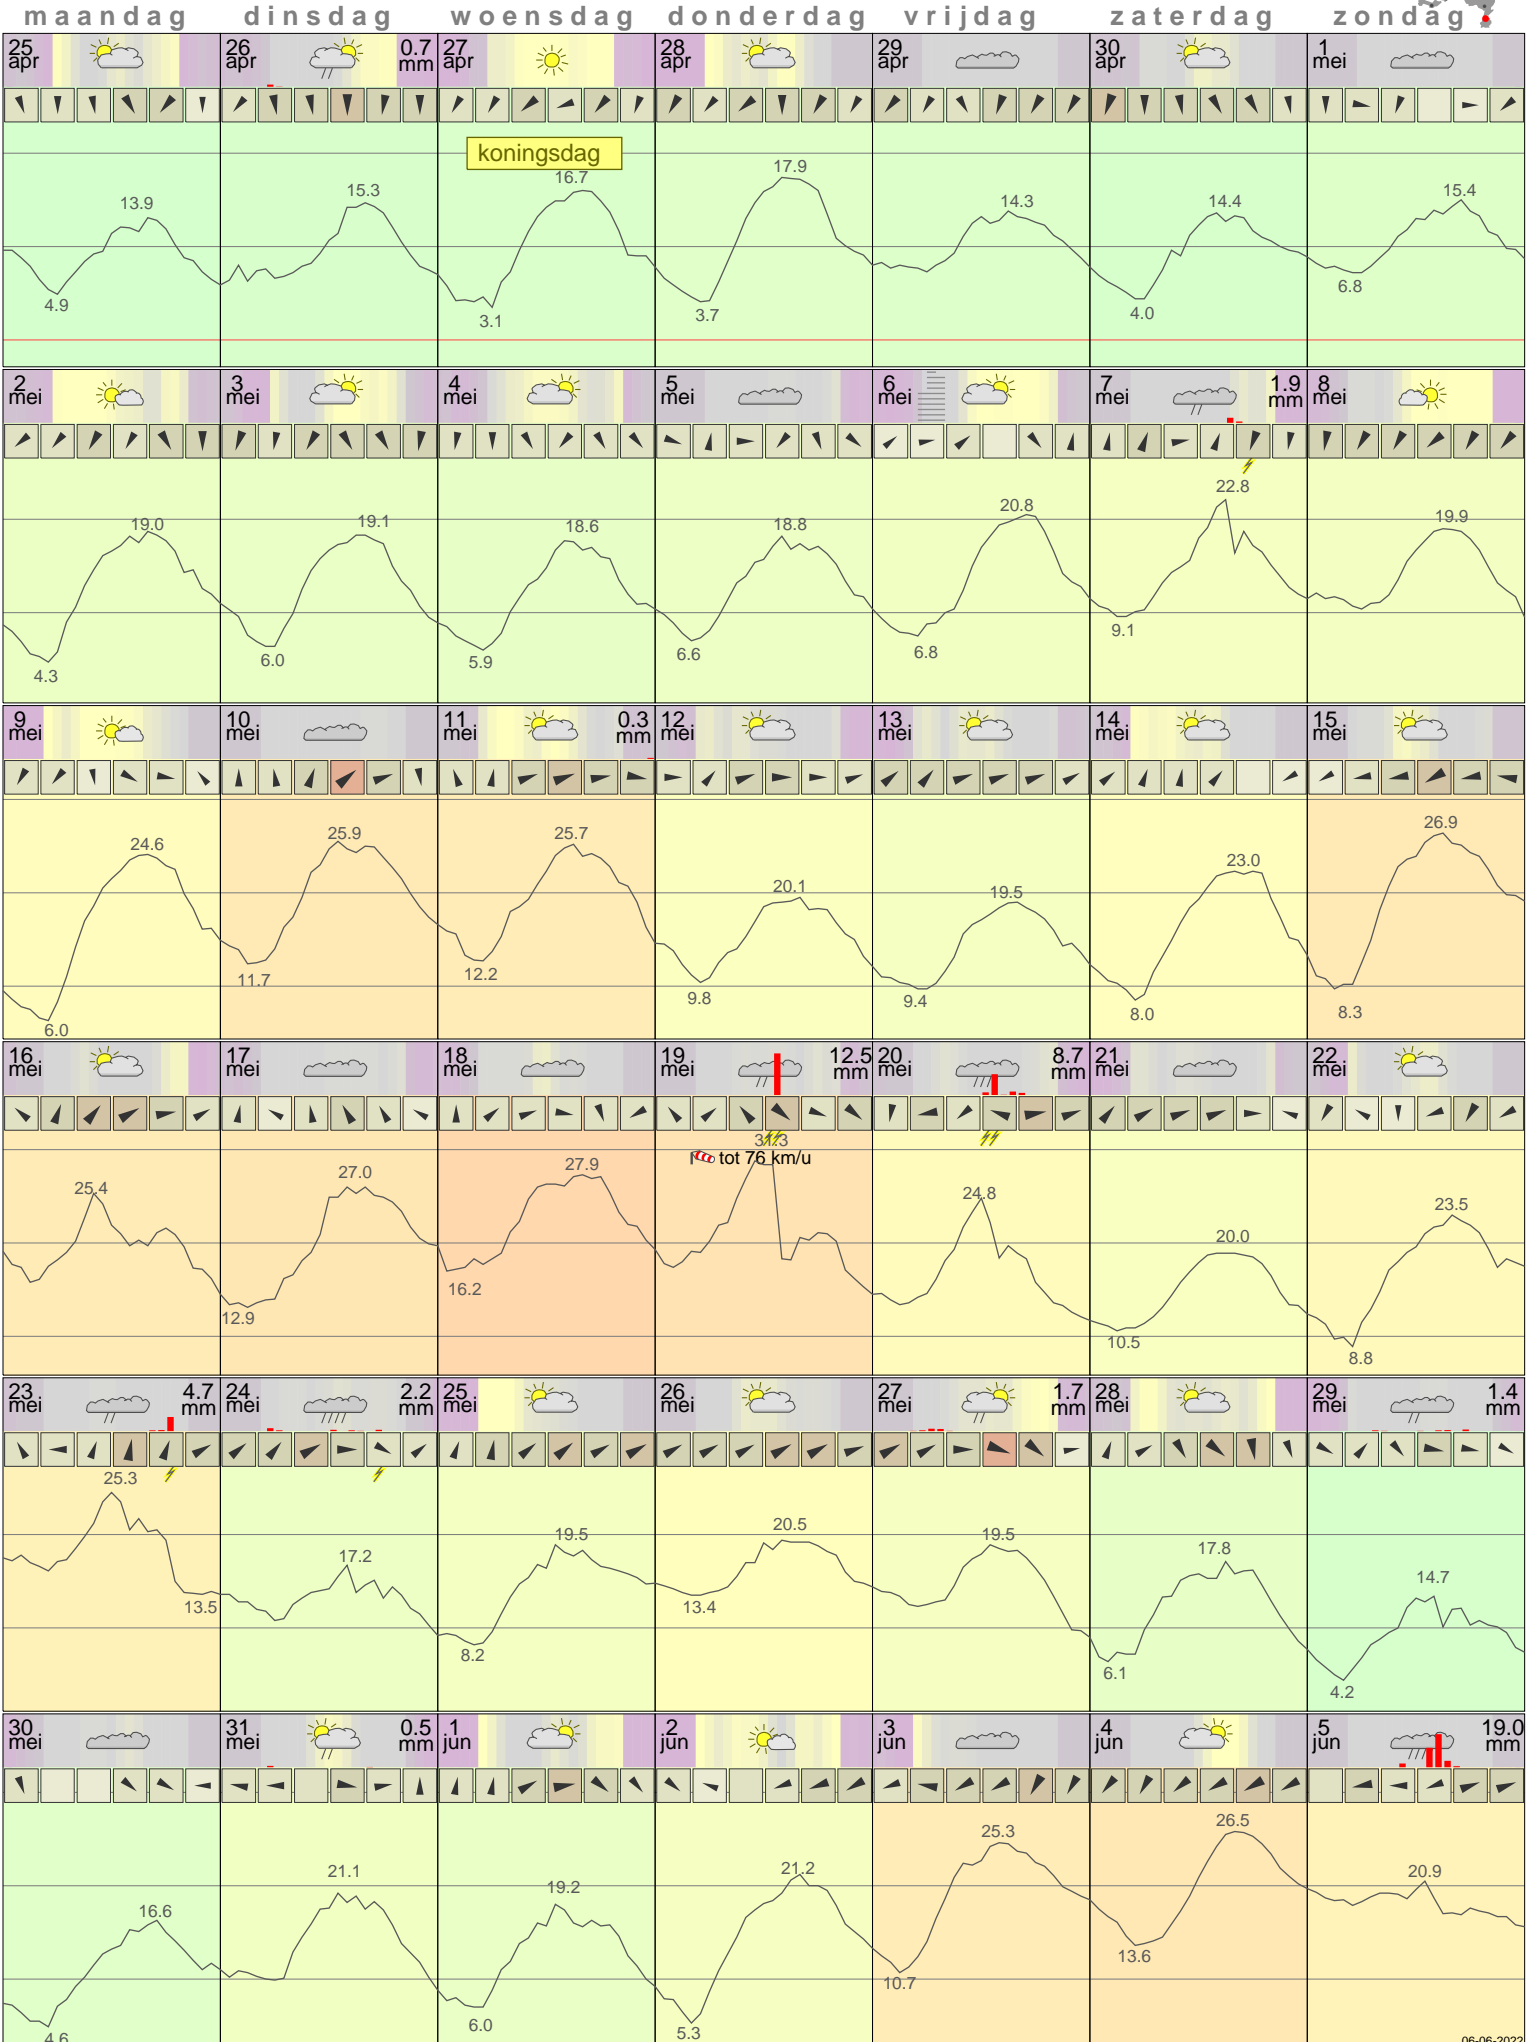 maandag dinsdag woensdag donderdag vrijdag zaterdag zondag
25 apr 26 apr 0.7 mm 27 apr 28 apr 29 apr 30 apr 1 mei
koningsdag
13.9 15.3 16.7 17.9 14.3 14.4 15.4
4.9 3.1 3.7 4.0 6.8
2 mei 3 mei 4 mei 5 mei 6 mei 7 mei 1.9 mm 8 mei
19.0 19.1 18.6 18.8 20.8 22.8 19.9
4.3 6.0 5.9 6.6 6.8 9.1
9 mei 10 mei 11 mei 0.3 mm 12 mei 13 mei 14 mei 15 mei
24.6 25.9 25.7 20.1 19.5 23.0 26.9
6.0 11.7 12.2 9.8 9.4 8.0 8.3
16 mei 17 mei 18 mei 19 mei 12.5 mm 20 mei 8.7 mm 21 mei 22 mei
31.3
tot 76 km/u
25.4 27.0 27.9 24.8 20.0 23.5
12.9 16.2 10.5 8.8
23 mei 4.7 mm 24 mei 2.2 mm 25 mei 26 mei 27 mei 1.7 mm 28 mei 29 mei 1.4 mm
25.3 17.2 19.5 20.5 19.5 17.8 14.7
13.5 8.2 13.4 6.1 4.2
30 mei 31 mei 0.5 mm 1 jun 2 jun 3 jun 4 jun 5 jun 19.0 mm
16.6 21.1 19.2 21.2 25.3 26.5 20.9
4.6 6.0 5.3 10.7 13.6
06-06-2022